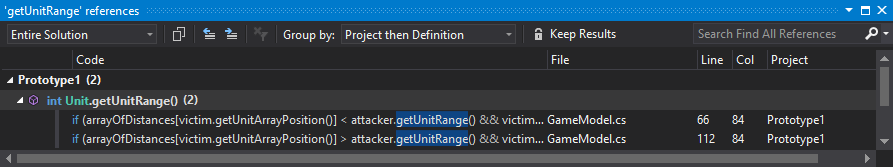 'getUnitRange' references
Entire Solution Group by: Project then Definition Keep Results Search Find All References
Code File Line Col Project
Prototype1 (2)
int Unit.getUnitRange() (2)
if (arrayOfDistances[victim.getUnitArrayPosition()] < attacker.getUnitRange() && victim... GameModel.cs 66 84 Prototype1
if (arrayOfDistances[victim.getUnitArrayPosition()] > attacker.getUnitRange() && victim... GameModel.cs 112 84 Prototype1